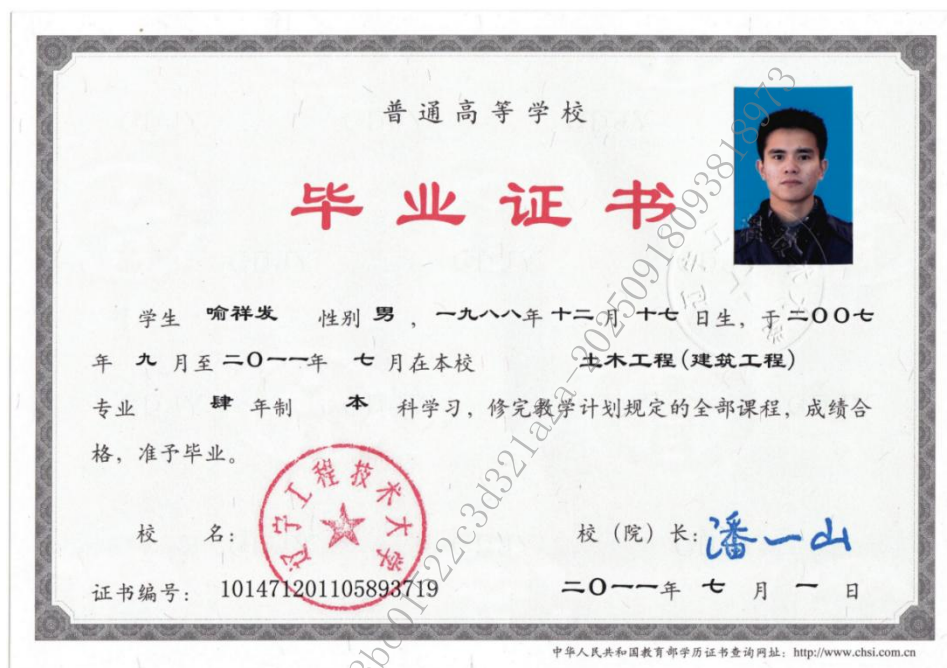 普通高等学校
毕业证书
学生 喻祥发 性别 男 ，一九八八年 十二 月 十七 日生，于 二〇〇七
年 九 月至 二〇一一年 七 月在本校 土木工程(建筑工程)
专业 肆 年制 本 科学习，修完教学计划规定的全部课程，成绩合
格，准予毕业。
辽宁工程技术大学
校 名： 校（院）长：潘一山
证书编号： 101471201105893719 二〇一一年 七 月 一 日
中华人民共和国教育部学历证书查询网址：http://www.chsi.com.cn